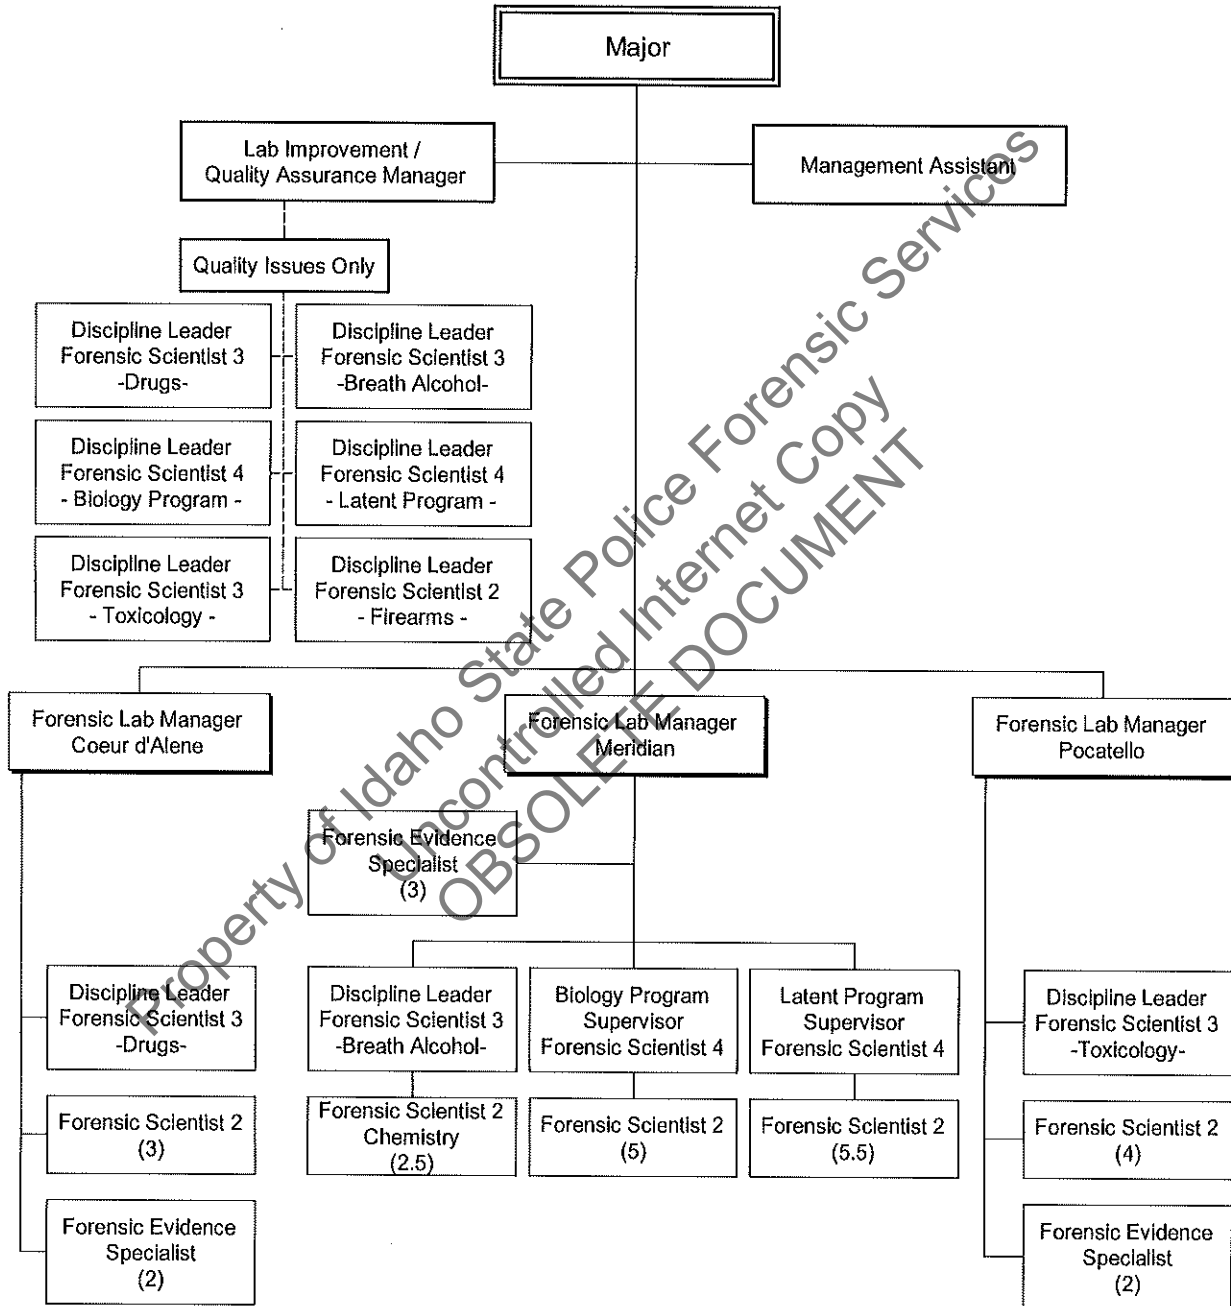 Major
Lab Improvement /
Quality Assurance Manager
Management Assistant
Quality Issues Only
Discipline Leader
Forensic Scientist 3
-Drugs-
Discipline Leader
Forensic Scientist 3
-Breath Alcohol-
Discipline Leader
Forensic Scientist 4
- Biology Program -
Discipline Leader
Forensic Scientist 4
- Latent Program -
Discipline Leader
Forensic Scientist 3
- Toxicology -
Discipline Leader
Forensic Scientist 2
- Firearms -
Forensic Lab Manager
Coeur d'Alene
Forensic Lab Manager
Meridian
Forensic Lab Manager
Pocatello
Forensic Evidence
Specialist
(3)
Discipline Leader
Forensic Scientist 3
-Drugs-
Discipline Leader
Forensic Scientist 3
-Breath Alcohol-
Biology Program
Supervisor
Forensic Scientist 4
Latent Program
Supervisor
Forensic Scientist 4
Discipline Leader
Forensic Scientist 3
-Toxicology-
Forensic Scientist 2
(3)
Forensic Scientist 2
Chemistry
(2.5)
Forensic Scientist 2
(5)
Forensic Scientist 2
(5.5)
Forensic Scientist 2
(4)
Forensic Evidence
Specialist
(2)
Forensic Evidence
Specialist
(2)
Property of Idaho State Police Forensic Services
Uncontrolled Internet Copy
OBSOLETE DOCUMENT